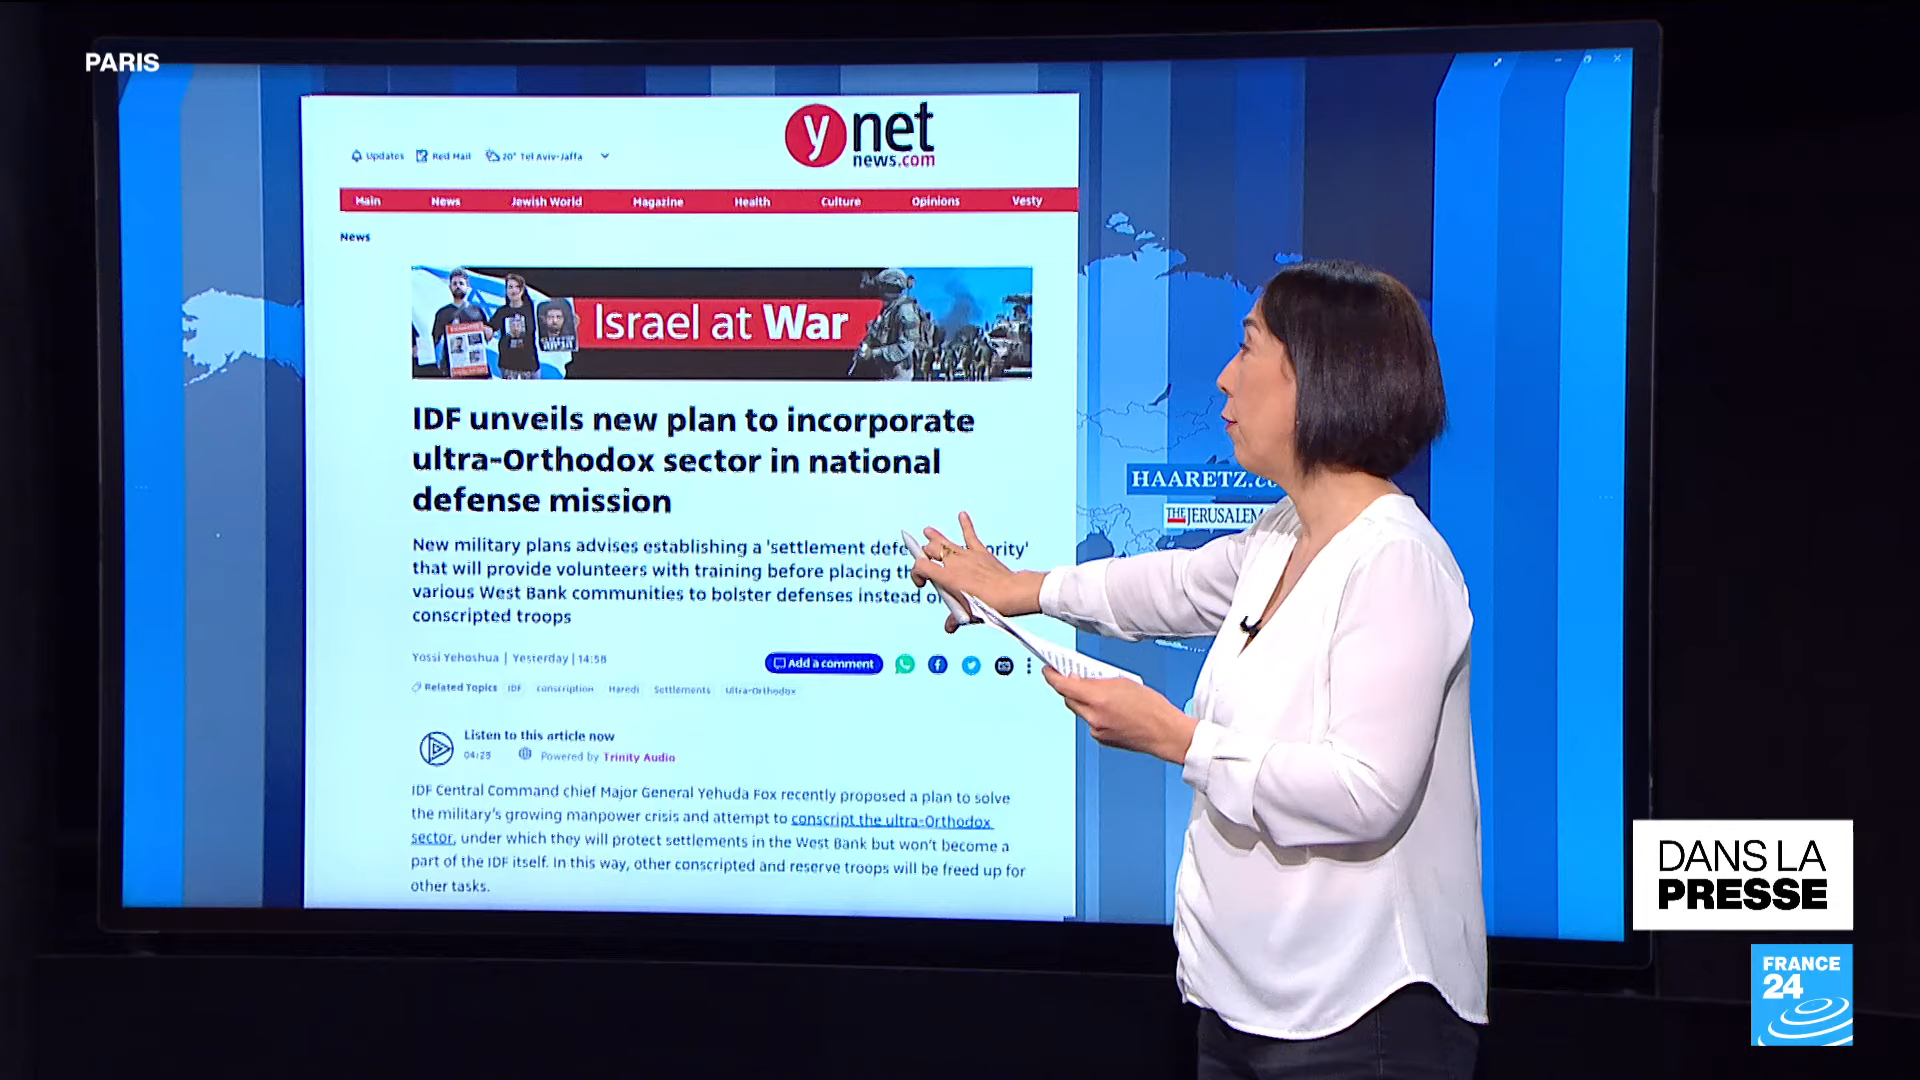 PARIS
ynet
news.com
Updates Red Mail 20° Tel Aviv-Jaffa
Main News Jewish World Magazine Health Culture Opinions Vesty
News
Israel at War
IDF unveils new plan to incorporate
ultra-Orthodox sector in national
defense mission
New military plans advises establishing a 'settlement defe ority'
that will provide volunteers with training before placing th
various West Bank communities to bolster defenses instead o
conscripted troops
Yossi Yehoshua | Yesterday | 14:58
Add a comment
Related Topics IDF conscription Haredi Settlements Ultra-Orthodox
Listen to this article now
04:25 Powered by Trinity Audio
IDF Central Command chief Major General Yehuda Fox recently proposed a plan to solve
the military's growing manpower crisis and attempt to conscript the ultra-Orthodox
sector, under which they will protect settlements in the West Bank but won't become a
part of the IDF itself. In this way, other conscripted and reserve troops will be freed up for
other tasks.
HAARETZ.co
THE JERUSALEM
DANS LA
PRESSE
FRANCE
24